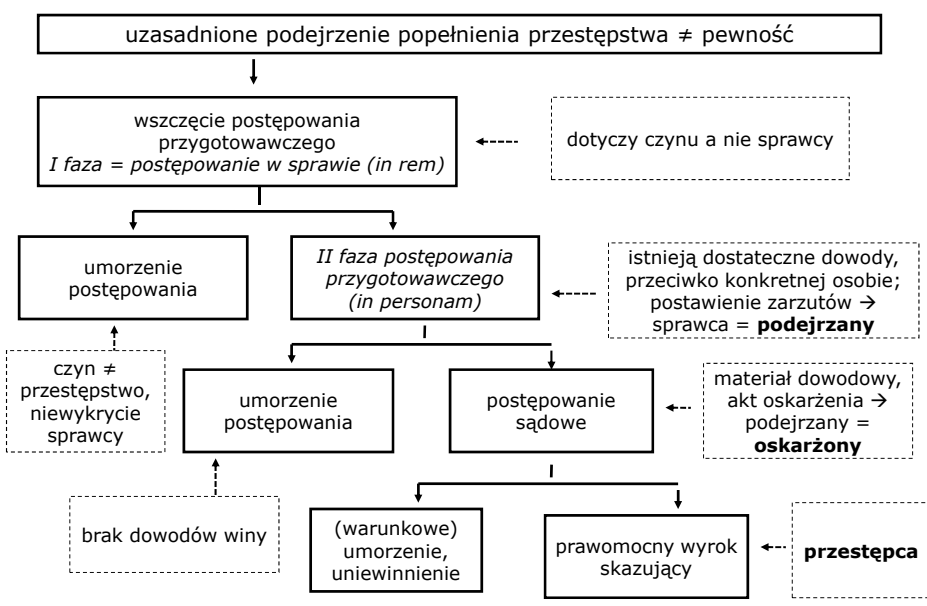 uzasadnione podejrzenie popełnienia przestępstwa ≠ pewność
wszczęcie postępowania
przygotowawczego
I faza = postępowanie w sprawie (in rem)
dotyczy czynu a nie sprawcy
umorzenie
postępowania
II faza postępowania
przygotowawczego
(in personam)
istnieją dostateczne dowody,
przeciwko konkretnej osobie;
postawienie zarzutów →
sprawca = podejrzany
czyn ≠
przestępstwo,
niewykrycie
sprawcy
umorzenie
postępowania
postępowanie
sądowe
materiał dowodowy,
akt oskarżenia →
podejrzany =
oskarżony
brak dowodów winy
(warunkowe)
umorzenie,
uniewinnienie
prawomocny wyrok
skazujący
przestępca